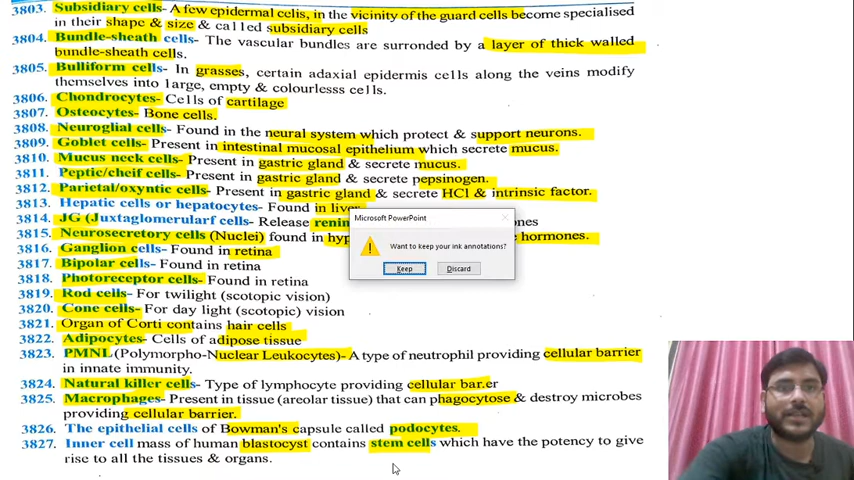 3803. Subsidiary cells- A few epidermal cells, in the vicinity of the guard cells become specialised
in their shape & size & called subsidiary cells
3804. Bundle-sheath cells- The vascular bundles are surronded by a layer of thick walled
bundle-sheath cells.
3805. Bulliform cells- In grasses, certain adaxial epidermis cells along the veins modify
themselves into large, empty & colourlesss cells.
3806. Chondrocytes- Cells of cartilage
3807. Osteocytes- Bone cells.
3808. Neuroglial cells- Found in the neural system which protect & support neurons.
3809. Goblet cells- Present in intestinal mucosal epithelium which secrete mucus.
3810. Mucus neck cells- Present in gastric gland & secrete mucus.
3811. Peptic/cheif cells- Present in gastric gland & secrete pepsinogen.
3812. Parietal/oxyntic cells- Present in gastric gland & secrete HCl & intrinsic factor.
3813. Hepatic cells or hepatocytes- Found in liver
3814. JG (Juxtaglomerularf cells- Release renin
3815. Neurosecretory cells (Nuclei) found in hormones.
3816. Ganglion cells- Found in retina
3817. Bipolar cells- Found in retina
3818. Photoreceptor cells- Found in retina
3819. Rod cells- For twilight (scotopic vision)
3820. Cone cells- For day light (scotopic) vision
3821. Organ of Corti contains hair cells
3822. Adipocytes- Cells of adipose tissue
3823. PMNL (Polymorpho-Nuclear Leukocytes)- A type of neutrophil providing cellular barrier
in innate immunity.
3824. Natural killer cells- Type of lymphocyte providing cellular bar.er
3825. Macrophages- Present in tissue (areolar tissue) that can phagocytose & destroy microbes
providing cellular barrier.
3826. The epithelial cells of Bowman's capsule called podocytes.
3827. Inner cell mass of human blastocyst contains stem cells which have the potency to give
rise to all the tissues & organs.
Microsoft PowerPoint
Want to keep your ink annotations?
Keep Discard